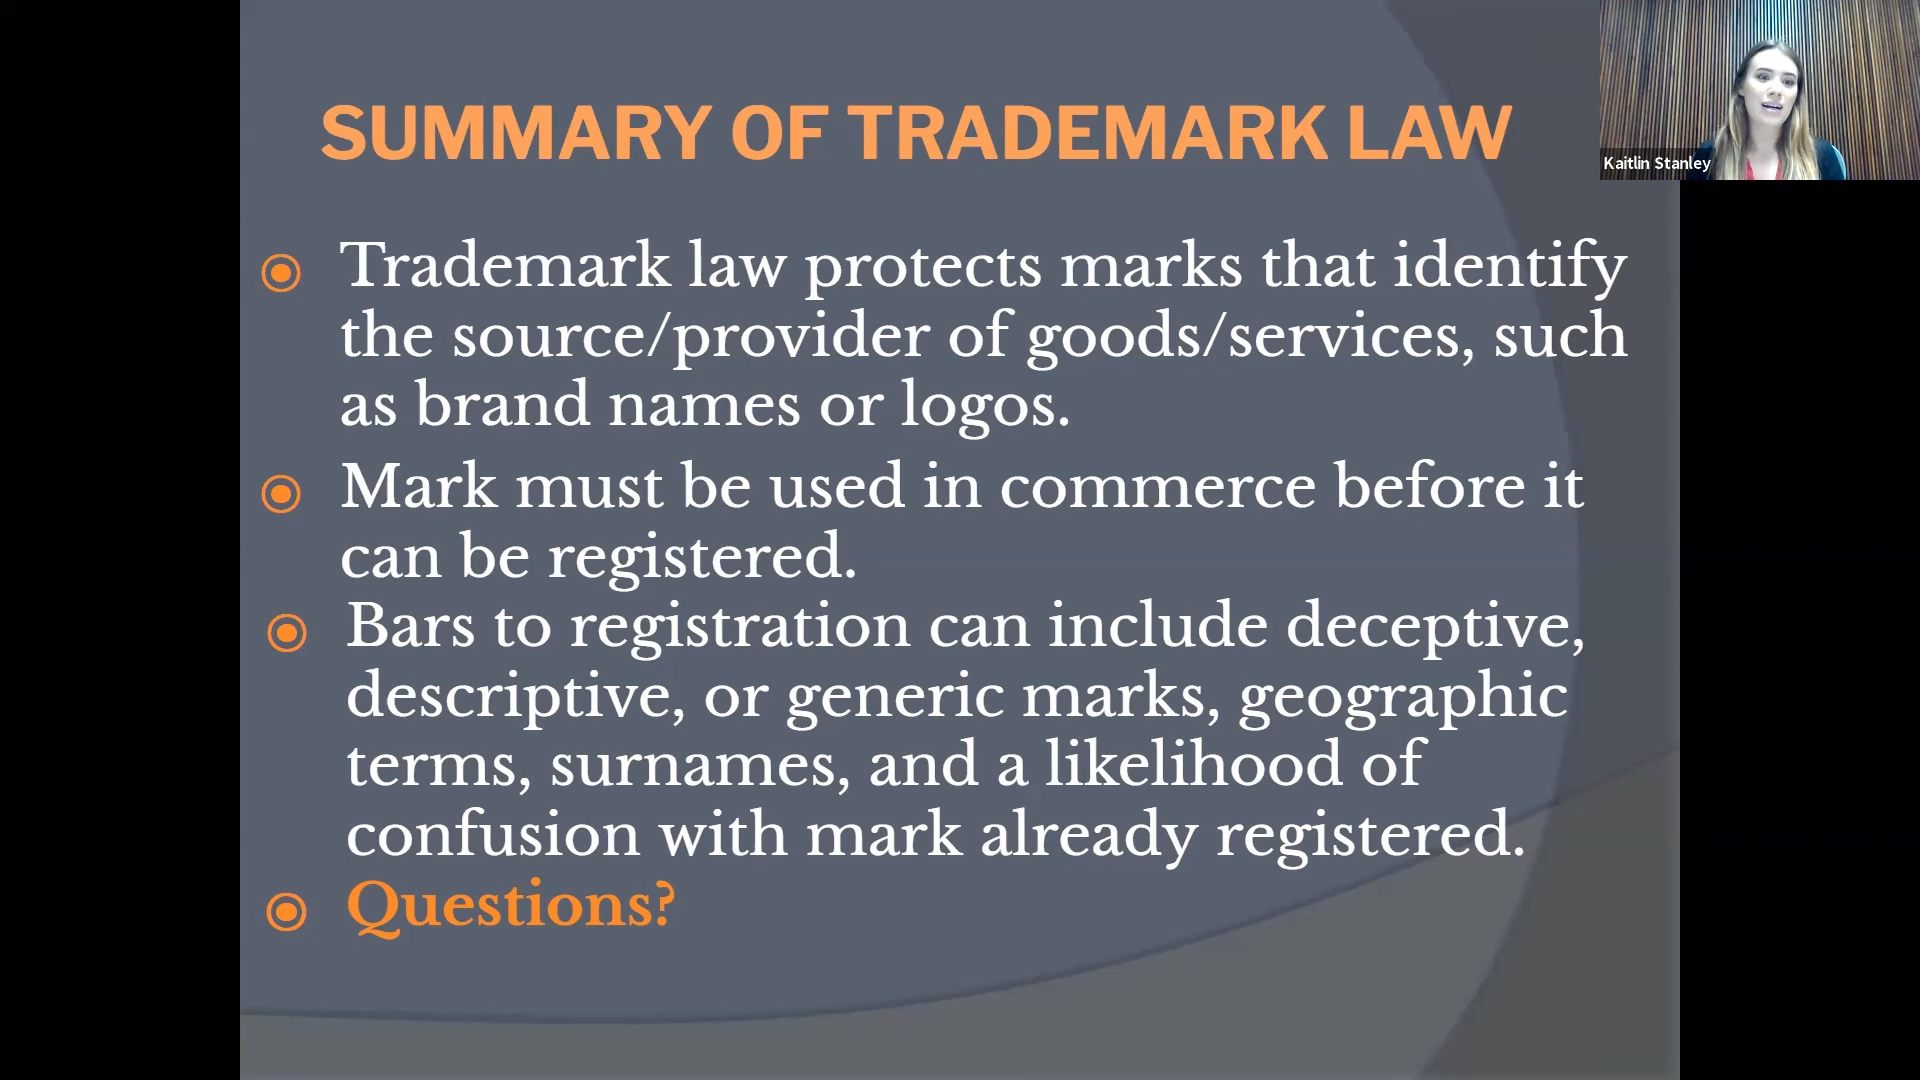 SUMMARY OF TRADEMARK LAW
Kaitlin Stanley
Trademark law protects marks that identify
the source/provider of goods/services, such
as brand names or logos.
Mark must be used in commerce before it
can be registered.
Bars to registration can include deceptive,
descriptive, or generic marks, geographic
terms, surnames, and a likelihood of
confusion with mark already registered.
Questions?